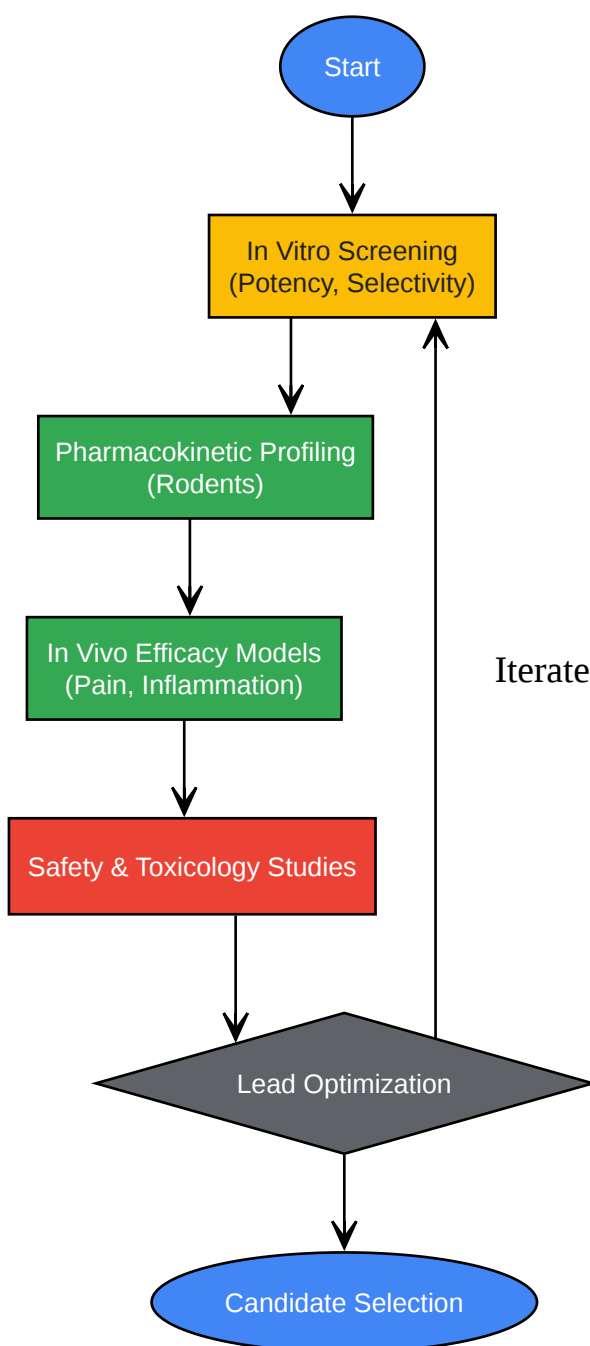 Start
In Vitro Screening
(Potency, Selectivity)
Pharmacokinetic Profiling
(Rodents)
In Vivo Efficacy Models
(Pain, Inflammation)
Iterate
Safety & Toxicology Studies
Lead Optimization
Candidate Selection